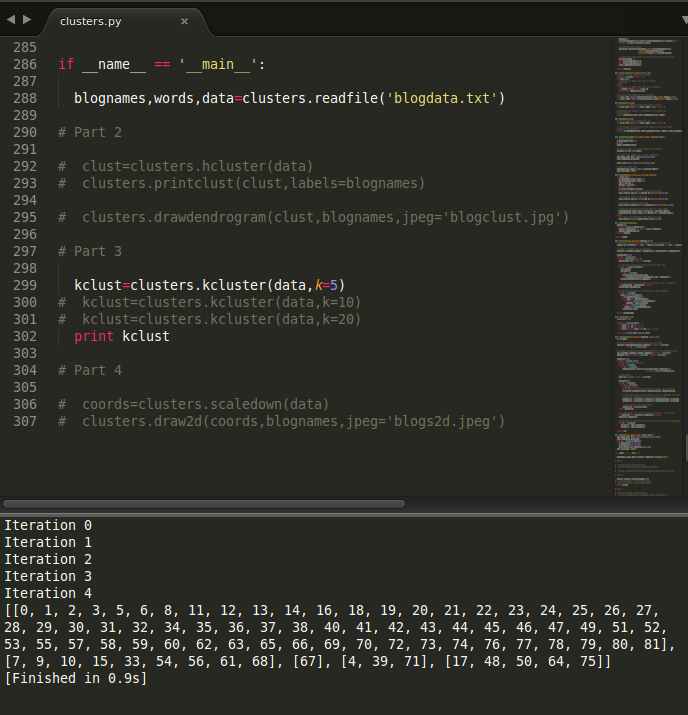 clusters.py ×
285
286 if __name__ == '__main__':
287
288 blognames,words,data=clusters.readfile('blogdata.txt')
289
290 # Part 2
291
292 # clust=clusters.hcluster(data)
293 # clusters.printclust(clust,labels=blognames)
294
295 # clusters.drawdendrogram(clust,blognames,jpeg='blogclust.jpg')
296
297 # Part 3
298
299 kclust=clusters.kcluster(data,k=5)
300 # kclust=clusters.kcluster(data,k=10)
301 # kclust=clusters.kcluster(data,k=20)
302 print kclust
303
304 # Part 4
305
306 # coords=clusters.scaledown(data)
307 # clusters.draw2d(coords,blognames,jpeg='blogs2d.jpeg')
Iteration 0
Iteration 1
Iteration 2
Iteration 3
Iteration 4
[[0, 1, 2, 3, 5, 6, 8, 11, 12, 13, 14, 16, 18, 19, 20, 21, 22, 23, 24, 25, 26, 27,
28, 29, 30, 31, 32, 34, 35, 36, 37, 38, 40, 41, 42, 43, 44, 45, 46, 47, 49, 51, 52,
53, 55, 57, 58, 59, 60, 62, 63, 65, 66, 69, 70, 72, 73, 74, 76, 77, 78, 79, 80, 81],
[7, 9, 10, 15, 33, 54, 56, 61, 68], [67], [4, 39, 71], [17, 48, 50, 64, 75]]
[Finished in 0.9s]